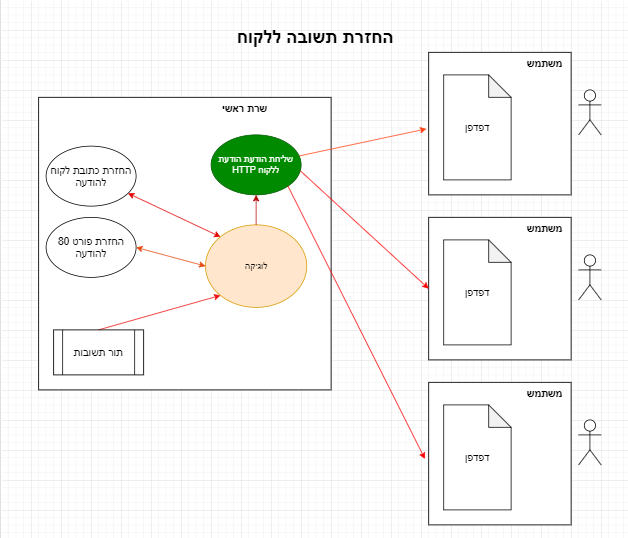 החזרת תשובה ללקוח
שרת ראשי
שליחת הודעת הודעת
ללקוח HTTP
החזרת כתובת לקוח
להודעה
החזרת פורט 80
להודעה
לוגיקה
תור תשובות
משתמש
דפדפן
משתמש
דפדפן
משתמש
דפדפן